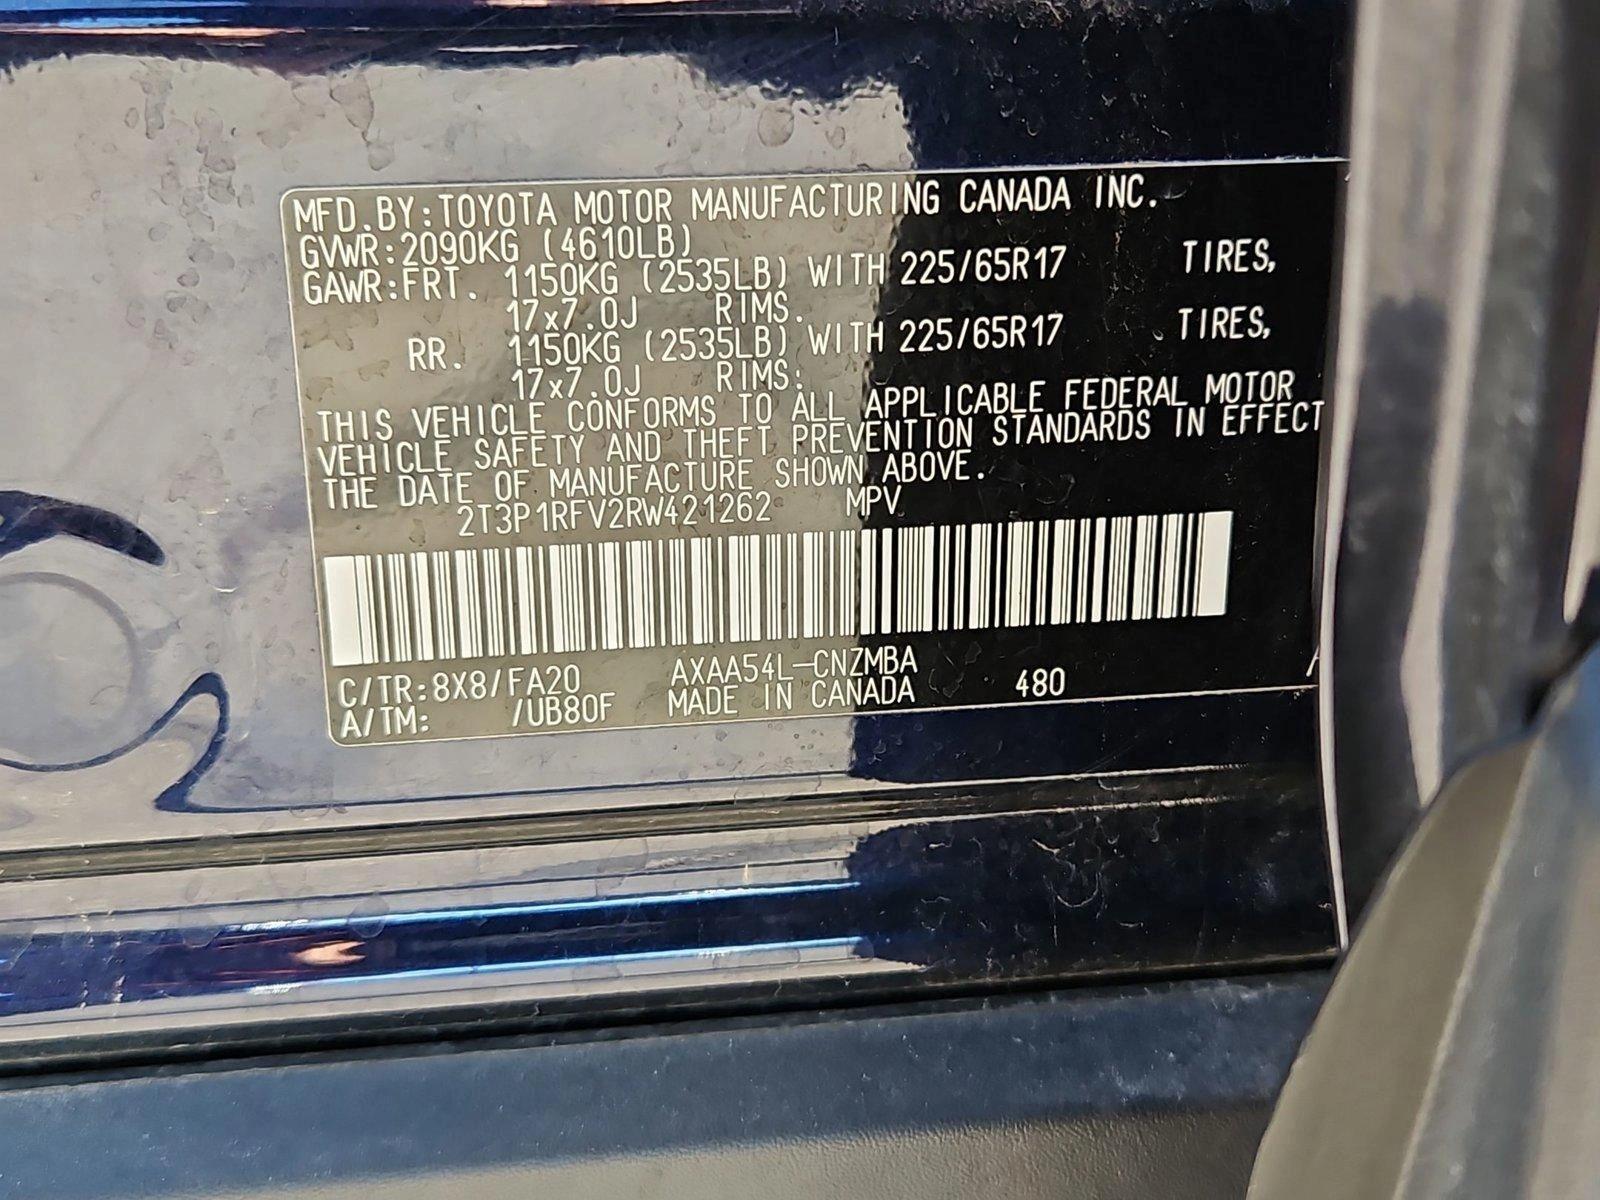 MFD.BY:TOYOTA MOTOR MANUFACTURING CANADA INC.
GVWR:2090KG (4610LB)
GAWR:FRT. 1150KG (2535LB) WITH 225/65R17 TIRES,
17x7.0J RIMS.
RR. 1150KG (2535LB) WITH 225/65R17 TIRES,
17x7.0J RIMS.
THIS VEHICLE CONFORMS TO ALL APPLICABLE FEDERAL MOTOR
VEHICLE SAFETY AND THEFT PREVENTION STANDARDS IN EFFECT
THE DATE OF MANUFACTURE SHOWN ABOVE.
2T3P1RFV2RW421262 MPV
C/TR:8X8/FA20 AXAA54L-CNZMBA
A/TM: /UB80F MADE IN CANADA 480